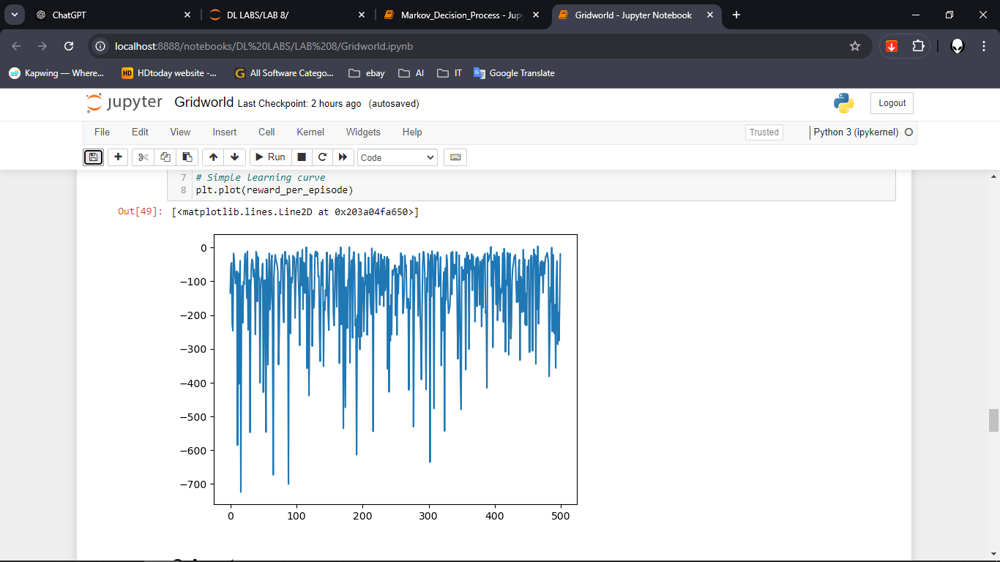 ChatGPT
DL LABS/LAB 8/
Markov_Decision_Process - Jup
Gridworld - Jupyter Notebook
localhost:8888/notebooks/DL%20LABS/LAB%208/Gridworld.ipynb
Kapwing — Where... HD HDtoday website -... G All Software Catego... ebay AI IT Google Translate
jupyter Gridworld Last Checkpoint: 2 hours ago (autosaved) Logout
File Edit View Insert Cell Kernel Widgets Help Trusted Python 3 (ipykernel)
Run Code
7 # Simple learning curve
8 plt.plot(reward_per_episode)
Out[49]: [<matplotlib.lines.Line2D at 0x203a04fa650>]
0
−100
−200
−300
−400
−500
−600
−700
0 100 200 300 400 500